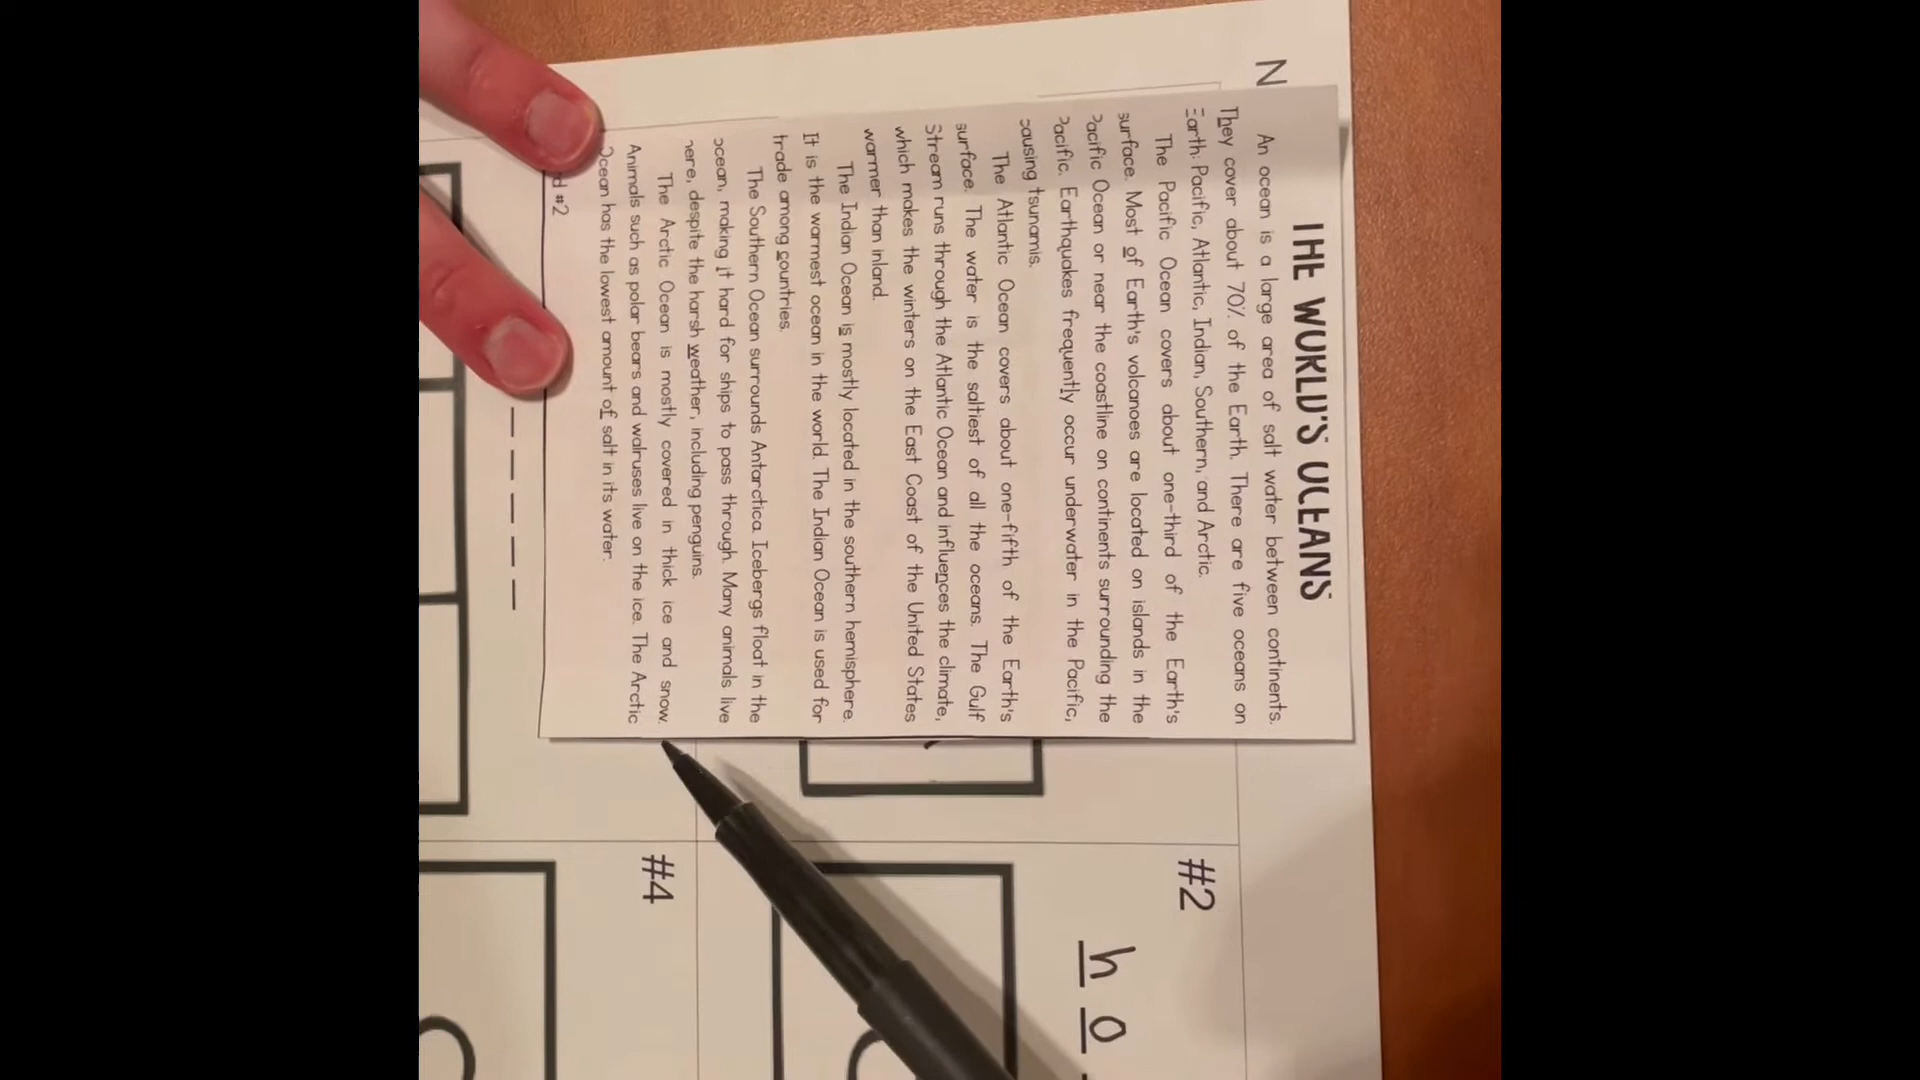 N
THE WORLD'S OCEANS
An ocean is a large area of salt water between continents.
They cover about 70% of the Earth. There are five oceans on
Earth: Pacific, Atlantic, Indian, Southern, and Arctic.
The Pacific Ocean covers about one-third of the Earth's
surface. Most of Earth's volcanoes are located on islands in the
Pacific Ocean or near the coastline on continents surrounding the
Pacific. Earthquakes frequently occur underwater in the Pacific,
causing tsunamis.
The Atlantic Ocean covers about one-fifth of the Earth's
surface. The water is the saltiest of all the oceans. The Gulf
Stream runs through the Atlantic Ocean and influences the climate,
which makes the winters on the East Coast of the United States
warmer than inland.
The Indian Ocean is mostly located in the southern hemisphere.
It is the warmest ocean in the world. The Indian Ocean is used for
trade among countries.
The Southern Ocean surrounds Antarctica. Icebergs float in the
ocean, making it hard for ships to pass through. Many animals live
here, despite the harsh weather, including penguins.
The Arctic Ocean is mostly covered in thick ice and snow.
Animals such as polar bears and walruses live on the ice. The Arctic
Ocean has the lowest amount of salt in its water.
rd #2
#2
h o
#4